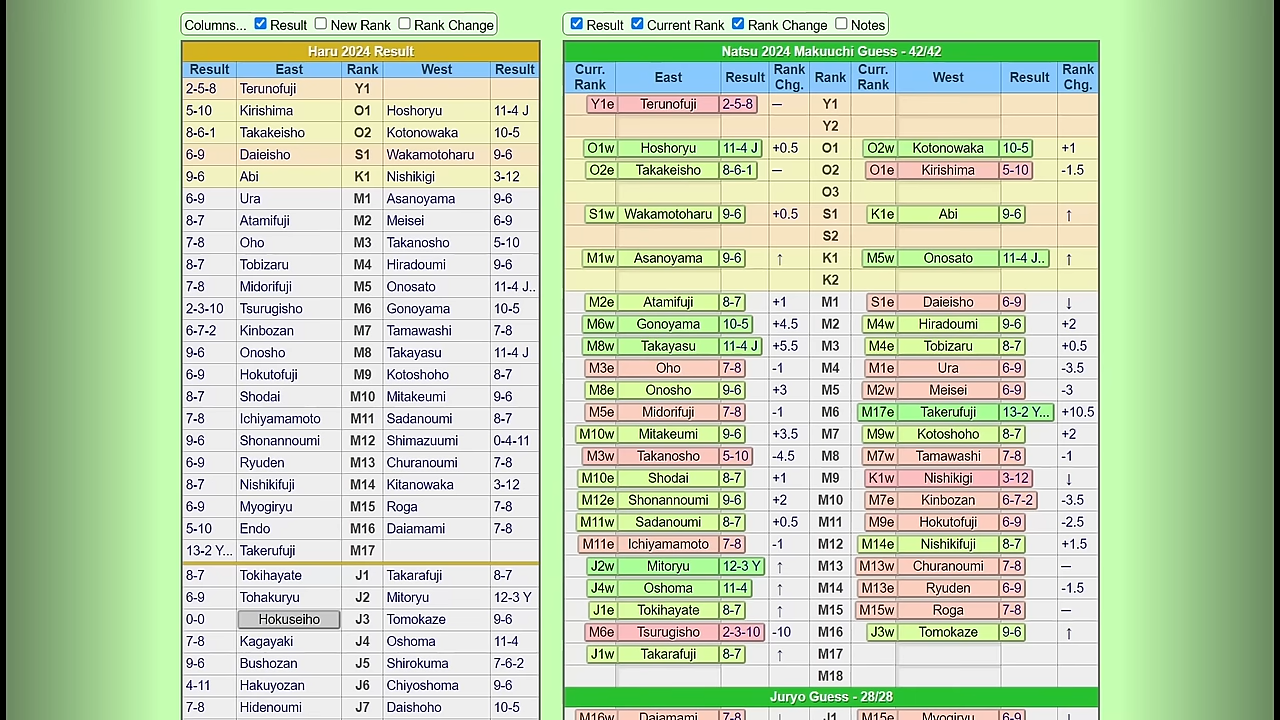 Columns... Result New Rank Rank Change
Result Current Rank Rank Change Notes
Haru 2024 Result
Result East Rank West Result
2-5-8 Terunofuji Y1
5-10 Kirishima O1 Hoshoryu 11-4 J
8-6-1 Takakeisho O2 Kotonowaka 10-5
6-9 Daieisho S1 Wakamotoharu 9-6
9-6 Abi K1 Nishikigi 3-12
6-9 Ura M1 Asanoyama 9-6
8-7 Atamifuji M2 Meisei 6-9
7-8 Oho M3 Takanosho 5-10
8-7 Tobizaru M4 Hiradoumi 9-6
7-8 Midorifuji M5 Onosato 11-4 J..
2-3-10 Tsurugisho M6 Gonoyama 10-5
6-7-2 Kinbozan M7 Tamawashi 7-8
9-6 Onosho M8 Takayasu 11-4 J
6-9 Hokutofuji M9 Kotoshoho 8-7
8-7 Shodai M10 Mitakeumi 9-6
7-8 Ichiyamamoto M11 Sadanoumi 8-7
9-6 Shonannoumi M12 Shimazuumi 0-4-11
6-9 Ryuden M13 Churanoumi 7-8
8-7 Nishikifuji M14 Kitanowaka 3-12
6-9 Myogiryu M15 Roga 7-8
5-10 Endo M16 Daiamami 7-8
13-2 Y... Takerufuji M17
8-7 Tokihayate J1 Takarafuji 8-7
6-9 Tohakuryu J2 Mitoryu 12-3 Y
0-0 Hokuseiho J3 Tomokaze 9-6
7-8 Kagayaki J4 Oshoma 11-4
9-6 Bushozan J5 Shirokuma 7-6-2
4-11 Hakuyozan J6 Chiyoshoma 9-6
7-8 Hidenoumi J7 Daishoho 10-5
Natsu 2024 Makuuchi Guess - 42/42
Curr. Rank East Result Rank Chg. Rank Curr. Rank West Result Rank Chg.
Y1e Terunofuji 2-5-8 — Y1
Y2
O1w Hoshoryu 11-4 J +0.5 O1 O2w Kotonowaka 10-5 +1
O2e Takakeisho 8-6-1 — O2 O1e Kirishima 5-10 -1.5
O3
S1w Wakamotoharu 9-6 +0.5 S1 K1e Abi 9-6 ↑
S2
M1w Asanoyama 9-6 ↑ K1 M5w Onosato 11-4 J.. ↑
K2
M2e Atamifuji 8-7 +1 M1 S1e Daieisho 6-9 ↓
M6w Gonoyama 10-5 +4.5 M2 M4w Hiradoumi 9-6 +2
M8w Takayasu 11-4 J +5.5 M3 M4e Tobizaru 8-7 +0.5
M3e Oho 7-8 -1 M4 M1e Ura 6-9 -3.5
M8e Onosho 9-6 +3 M5 M2w Meisei 6-9 -3
M5e Midorifuji 7-8 -1 M6 M17e Takerufuji 13-2 Y... +10.5
M10w Mitakeumi 9-6 +3.5 M7 M9w Kotoshoho 8-7 +2
M3w Takanosho 5-10 -4.5 M8 M7w Tamawashi 7-8 -1
M10e Shodai 8-7 +1 M9 K1w Nishikigi 3-12 ↓
M12e Shonannoumi 9-6 +2 M10 M7e Kinbozan 6-7-2 -3.5
M11w Sadanoumi 8-7 +0.5 M11 M9e Hokutofuji 6-9 -2.5
M11e Ichiyamamoto 7-8 -1 M12 M14e Nishikifuji 8-7 +1.5
J2w Mitoryu 12-3 Y ↑ M13 M13w Churanoumi 7-8 —
J4w Oshoma 11-4 ↑ M14 M13e Ryuden 6-9 -1.5
J1e Tokihayate 8-7 ↑ M15 M15w Roga 7-8 —
M6e Tsurugisho 2-3-10 -10 M16 J3w Tomokaze 9-6 ↑
J1w Takarafuji 8-7 ↑ M17
M18
Juryo Guess - 28/28
M16w Daiamami 7-8 ↓ J1 M15e Myogiryu 6-9 ↓